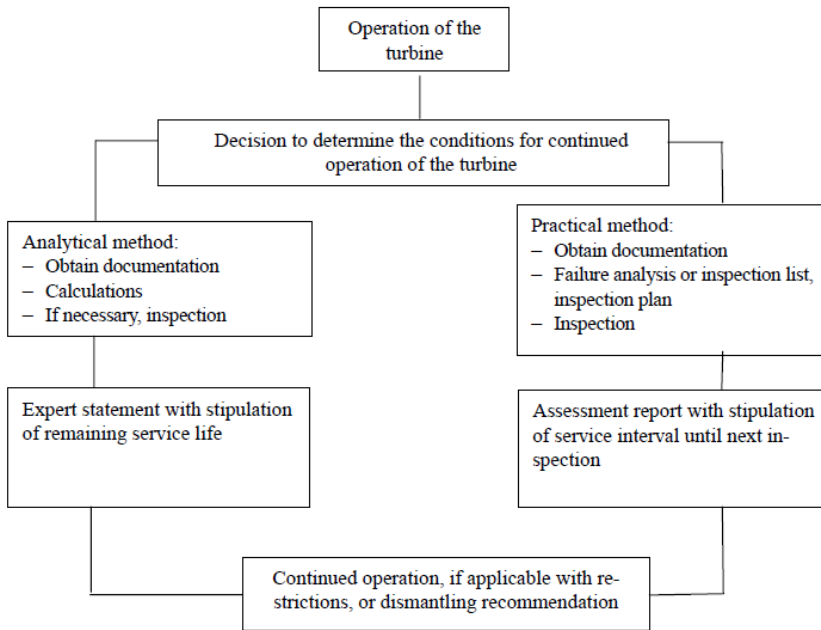 Operation of the
turbine
Decision to determine the conditions for continued
operation of the turbine
Analytical method:
– Obtain documentation
– Calculations
– If necessary, inspection
Practical method:
– Obtain documentation
– Failure analysis or inspection list,
inspection plan
– Inspection
Expert statement with stipulation
of remaining service life
Assessment report with stipulation
of service interval until next in-
spection
Continued operation, if applicable with re-
strictions, or dismantling recommendation